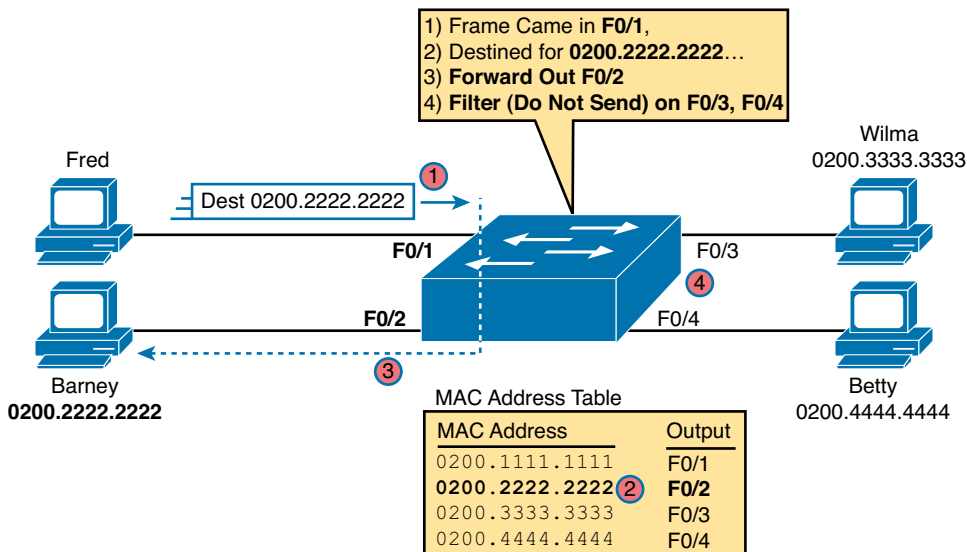 1) Frame Came in F0/1,
2) Destined for 0200.2222.2222…
3) Forward Out F0/2
4) Filter (Do Not Send) on F0/3, F0/4
Fred
Wilma
0200.3333.3333
1
Dest 0200.2222.2222
F0/1
F0/3
4
F0/2
F0/4
3
Barney
0200.2222.2222
Betty
0200.4444.4444
MAC Address Table
MAC Address Output
0200.1111.1111 F0/1
0200.2222.2222 2 F0/2
0200.3333.3333 F0/3
0200.4444.4444 F0/4